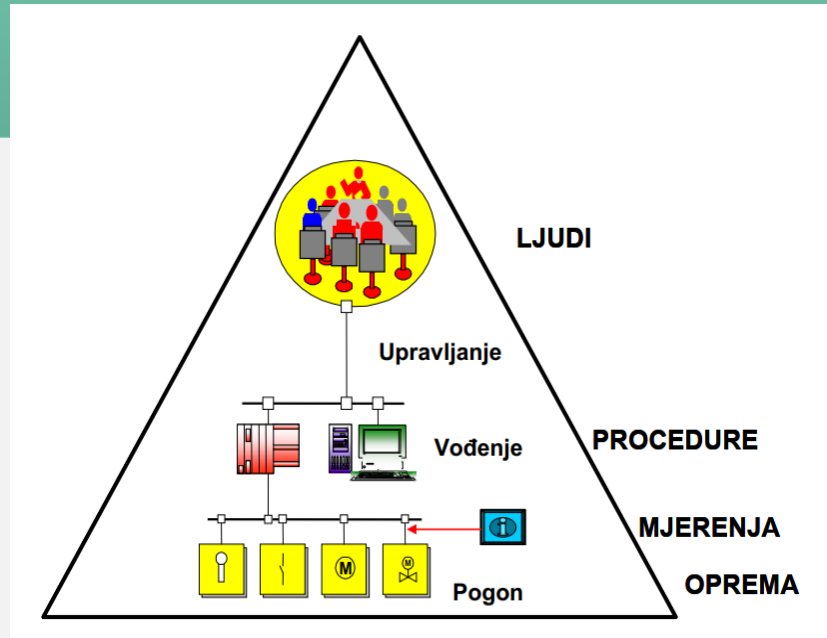 LJUDI
Upravljanje
Vođenje
PROCEDURE
MJERENJA
M
M
OPREMA
Pogon